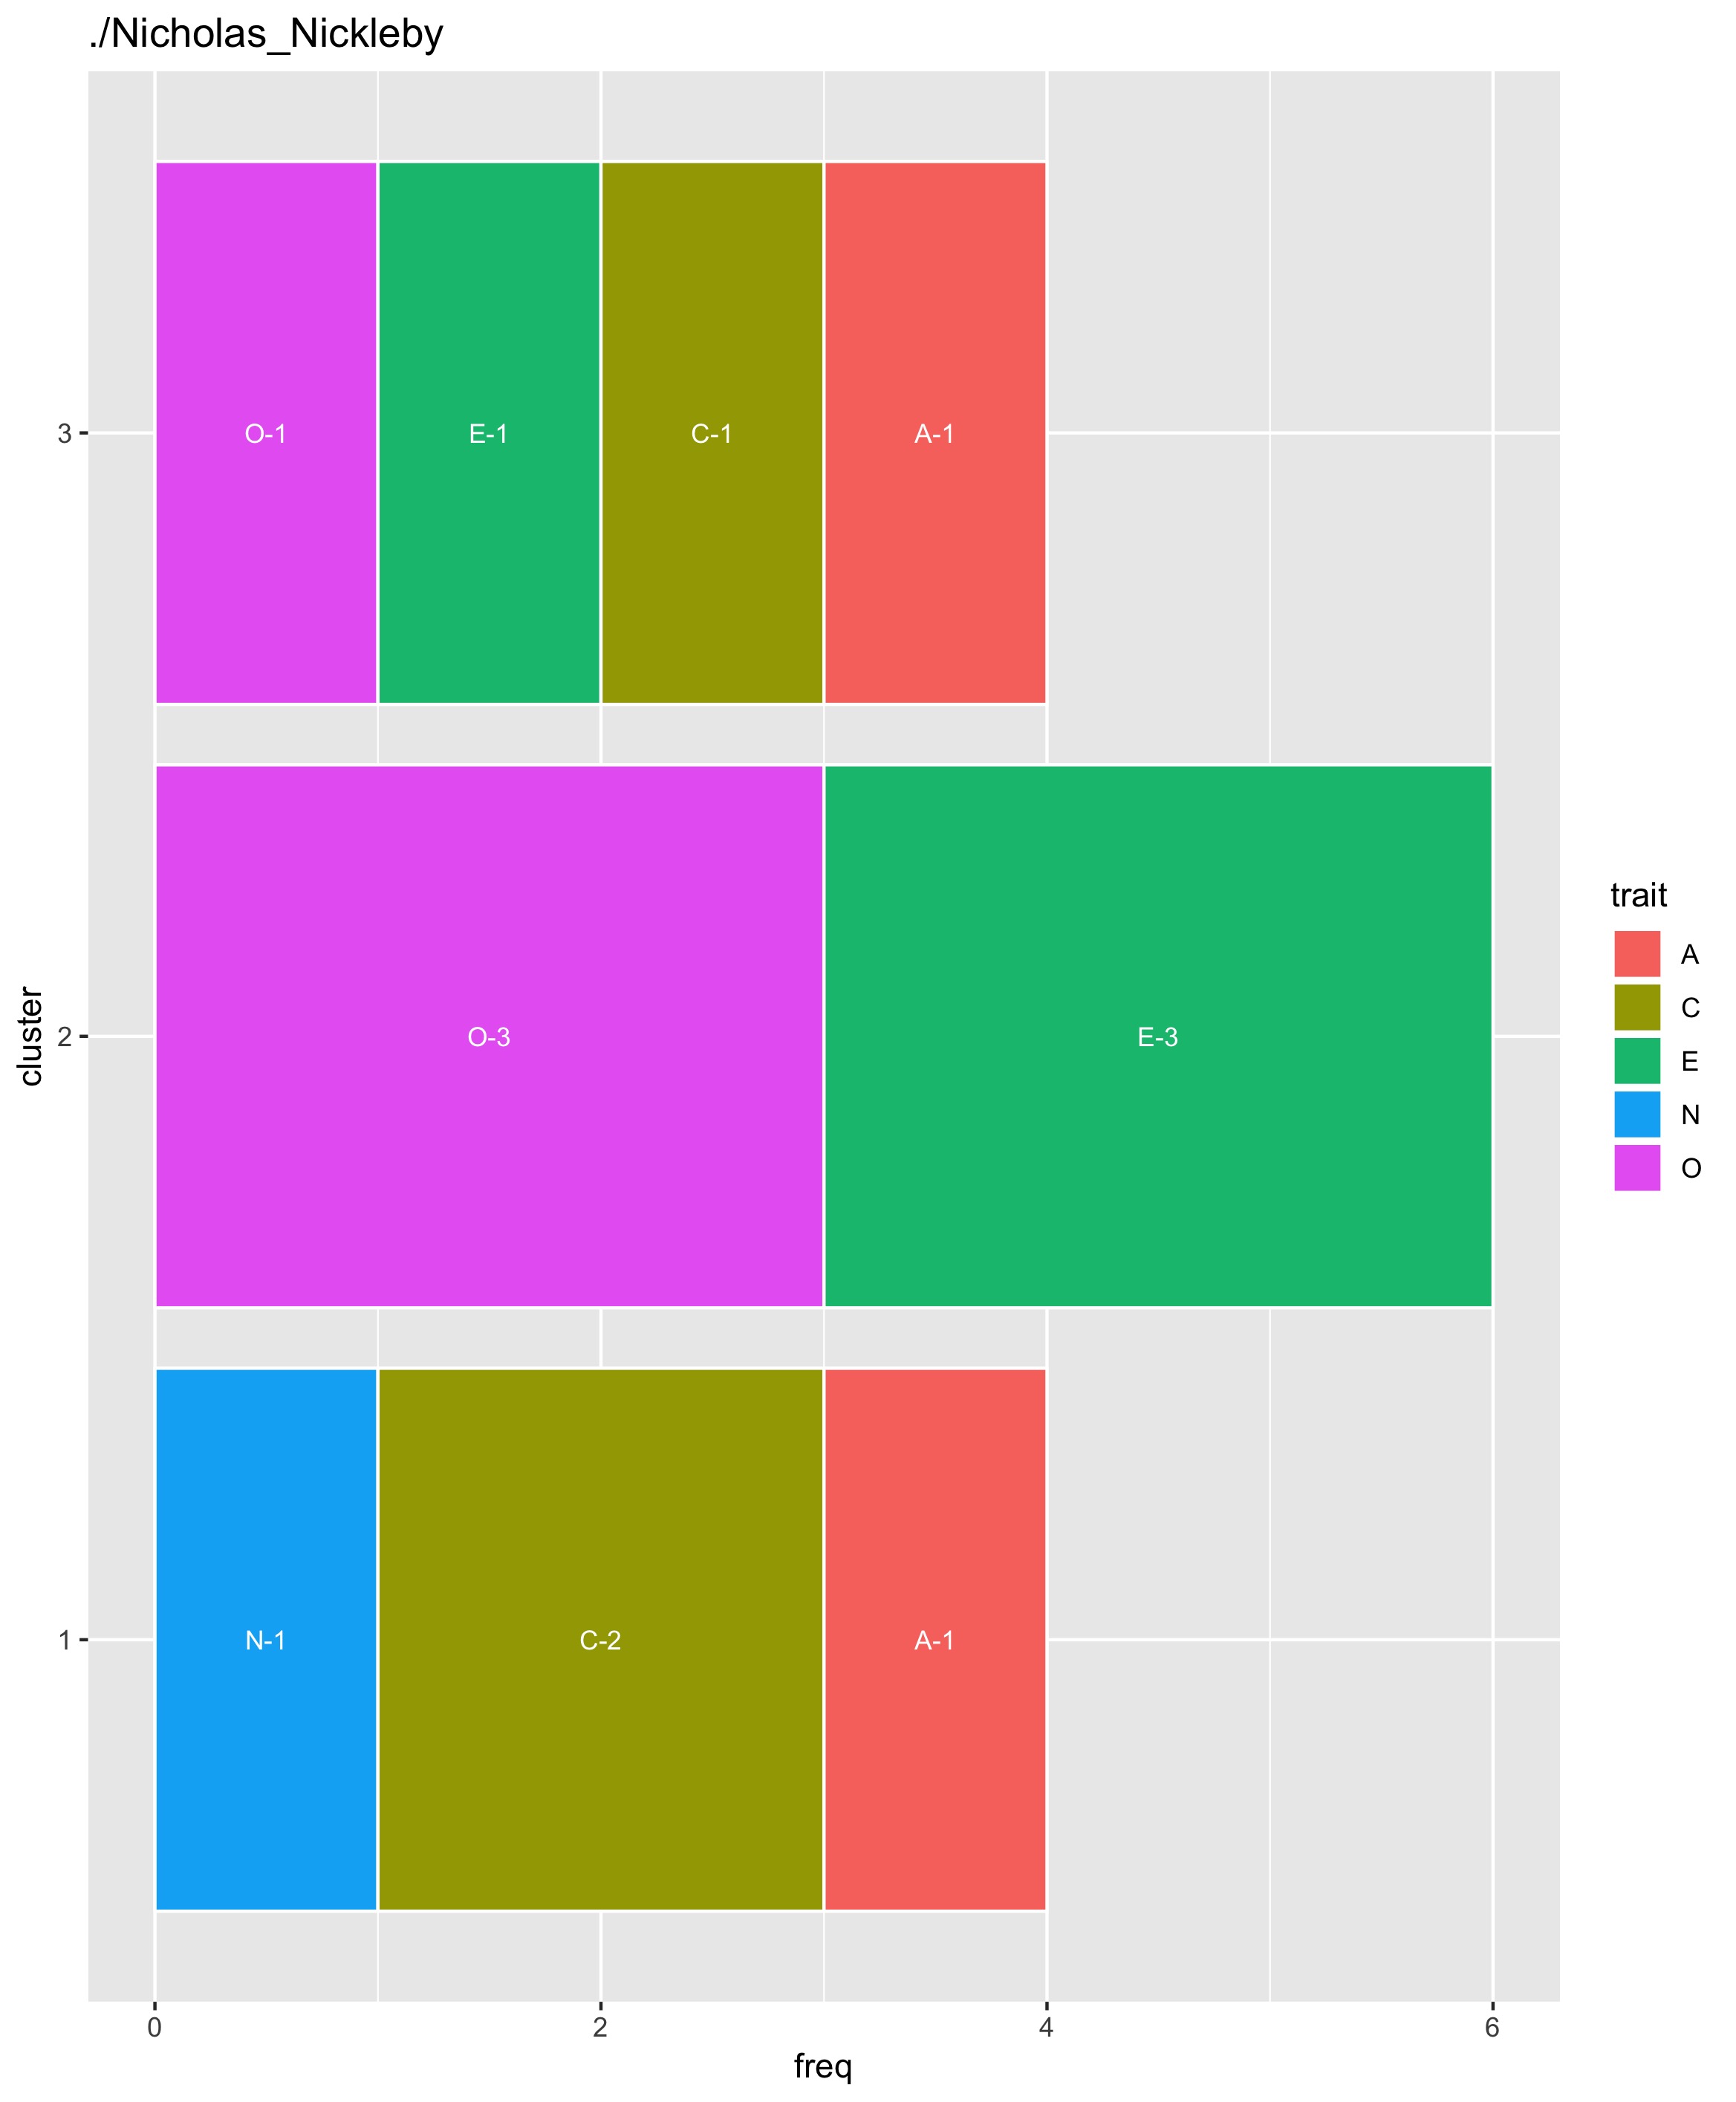 ./Nicholas_Nickleby
3
O-1 E-1 C-1 A-1
cluster
2
O-3 E-3
1
N-1 C-2 A-1
0 2 4 6
freq
trait
A
C
E
N
O